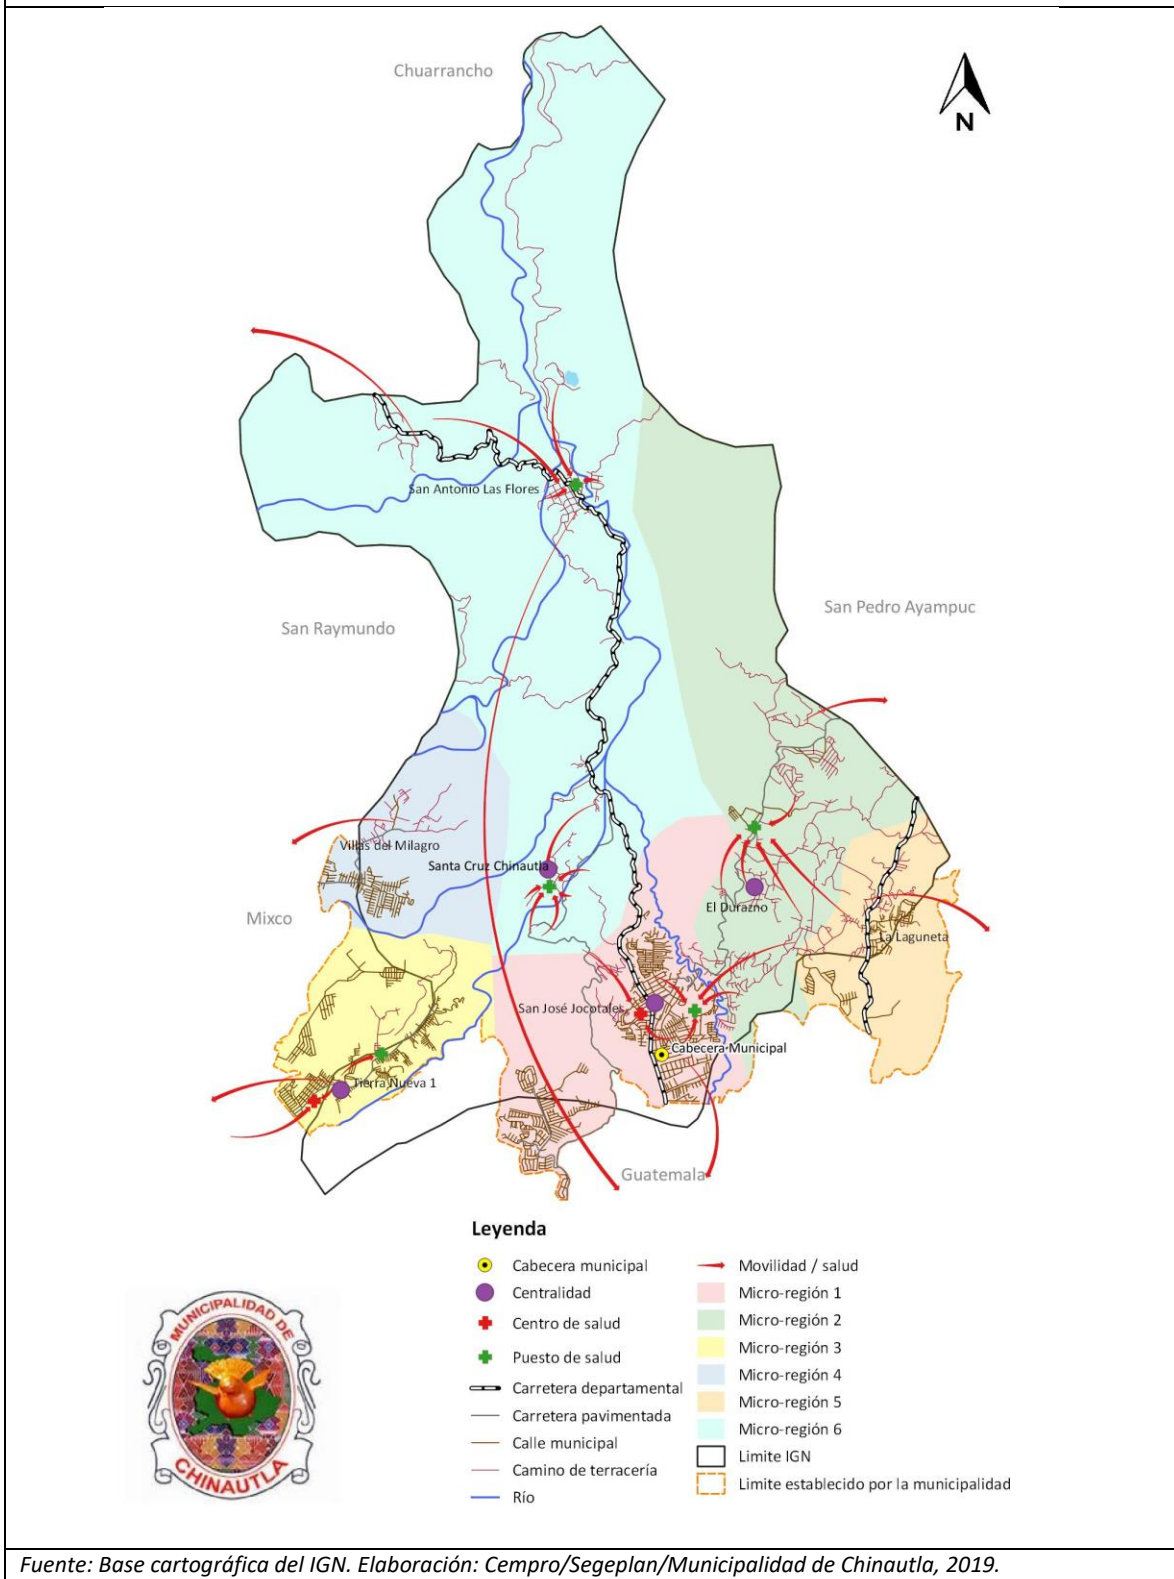 Chuarrancho
N
San Antonio Las Flores
San Pedro Ayampuc
San Raymundo
Villas del Milagro
Santa Cruz Chinautla
El Durazno
Mixco
La Laguneta
San José Jocotales
Cabecera Municipal
Tierra Nueva 1
Guatemala
Leyenda
Cabecera municipal
Centralidad
Centro de salud
Puesto de salud
Carretera departamental
Carretera pavimentada
Calle municipal
Camino de terracería
Río
Movilidad / salud
Micro-región 1
Micro-región 2
Micro-región 3
Micro-región 4
Micro-región 5
Micro-región 6
Limite IGN
Limite establecido por la municipalidad
MUNICIPALIDAD DE
CHINAUTLA
Fuente: Base cartográfica del IGN. Elaboración: Cempro/Segeplan/Municipalidad de Chinautla, 2019.